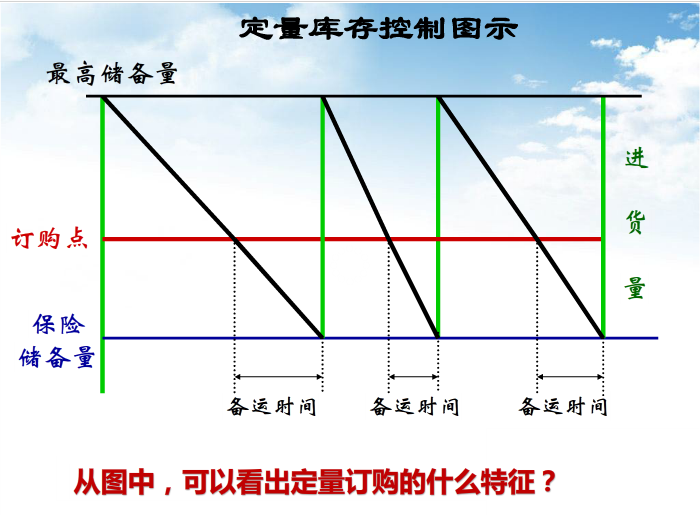 定量库存控制图示
最高储备量
进
货
量
订购点
保险
储备量
备运时间
备运时间
备运时间
从图中，可以看出定量订购的什么特征？